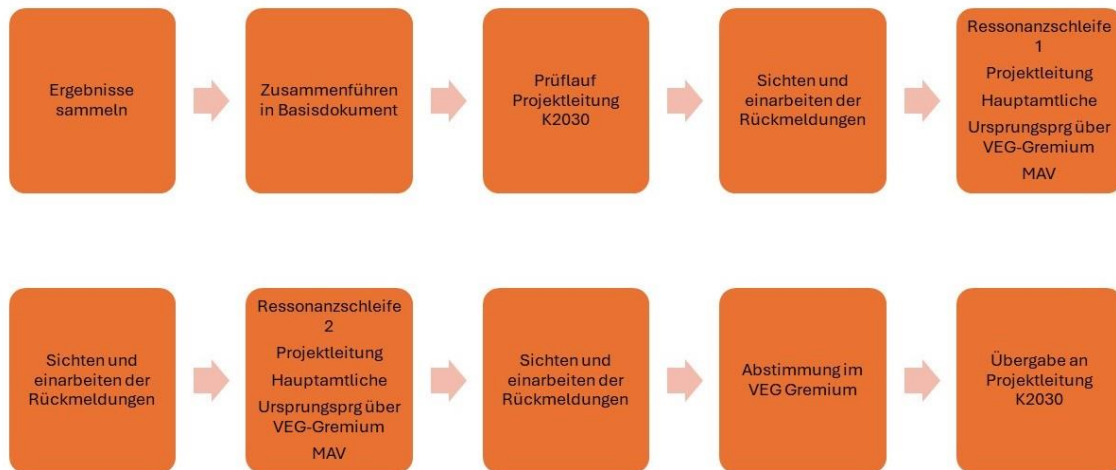 Ergebnisse
sammeln
Zusammenführen
in Basisdokument
Prüflauf
Projektleitung
K2030
Sichten und
einarbeiten der
Rückmeldungen
Ressonanzschleife
1
Projektleitung
Hauptamtliche
Ursprungsprg über
VEG-Gremium
MAV
Sichten und
einarbeiten der
Rückmeldungen
Ressonanzschleife
2
Projektleitung
Hauptamtliche
Ursprungsprg über
VEG-Gremium
MAV
Sichten und
einarbeiten der
Rückmeldungen
Abstimmung im
VEG Gremium
Übergabe an
Projektleitung
K2030